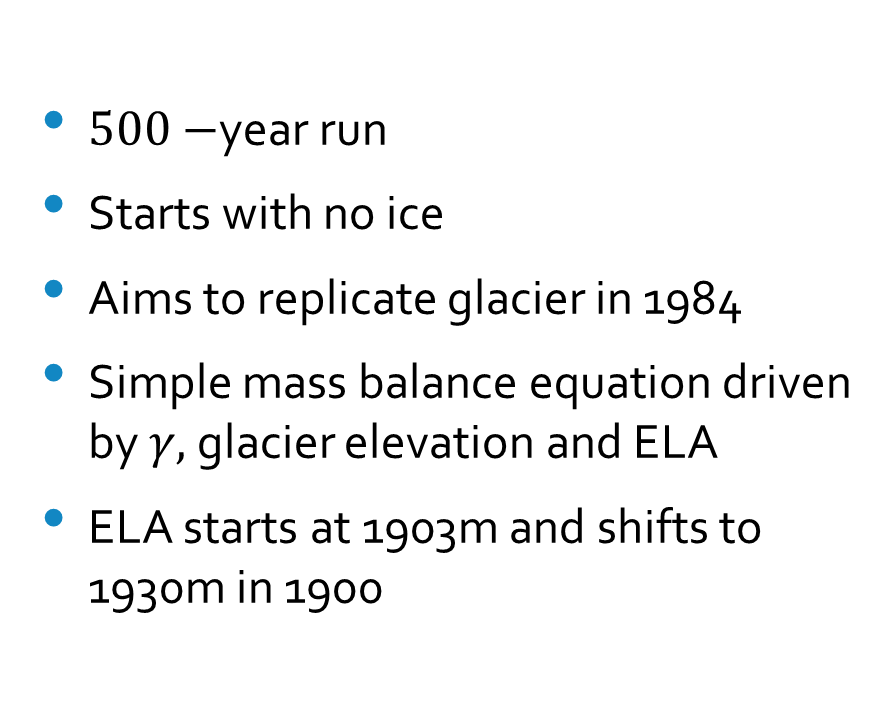 • 500 −year run
• Starts with no ice
• Aims to replicate glacier in 1984
• Simple mass balance equation driven
by γ, glacier elevation and ELA
• ELA starts at 1903m and shifts to
1930m in 1900